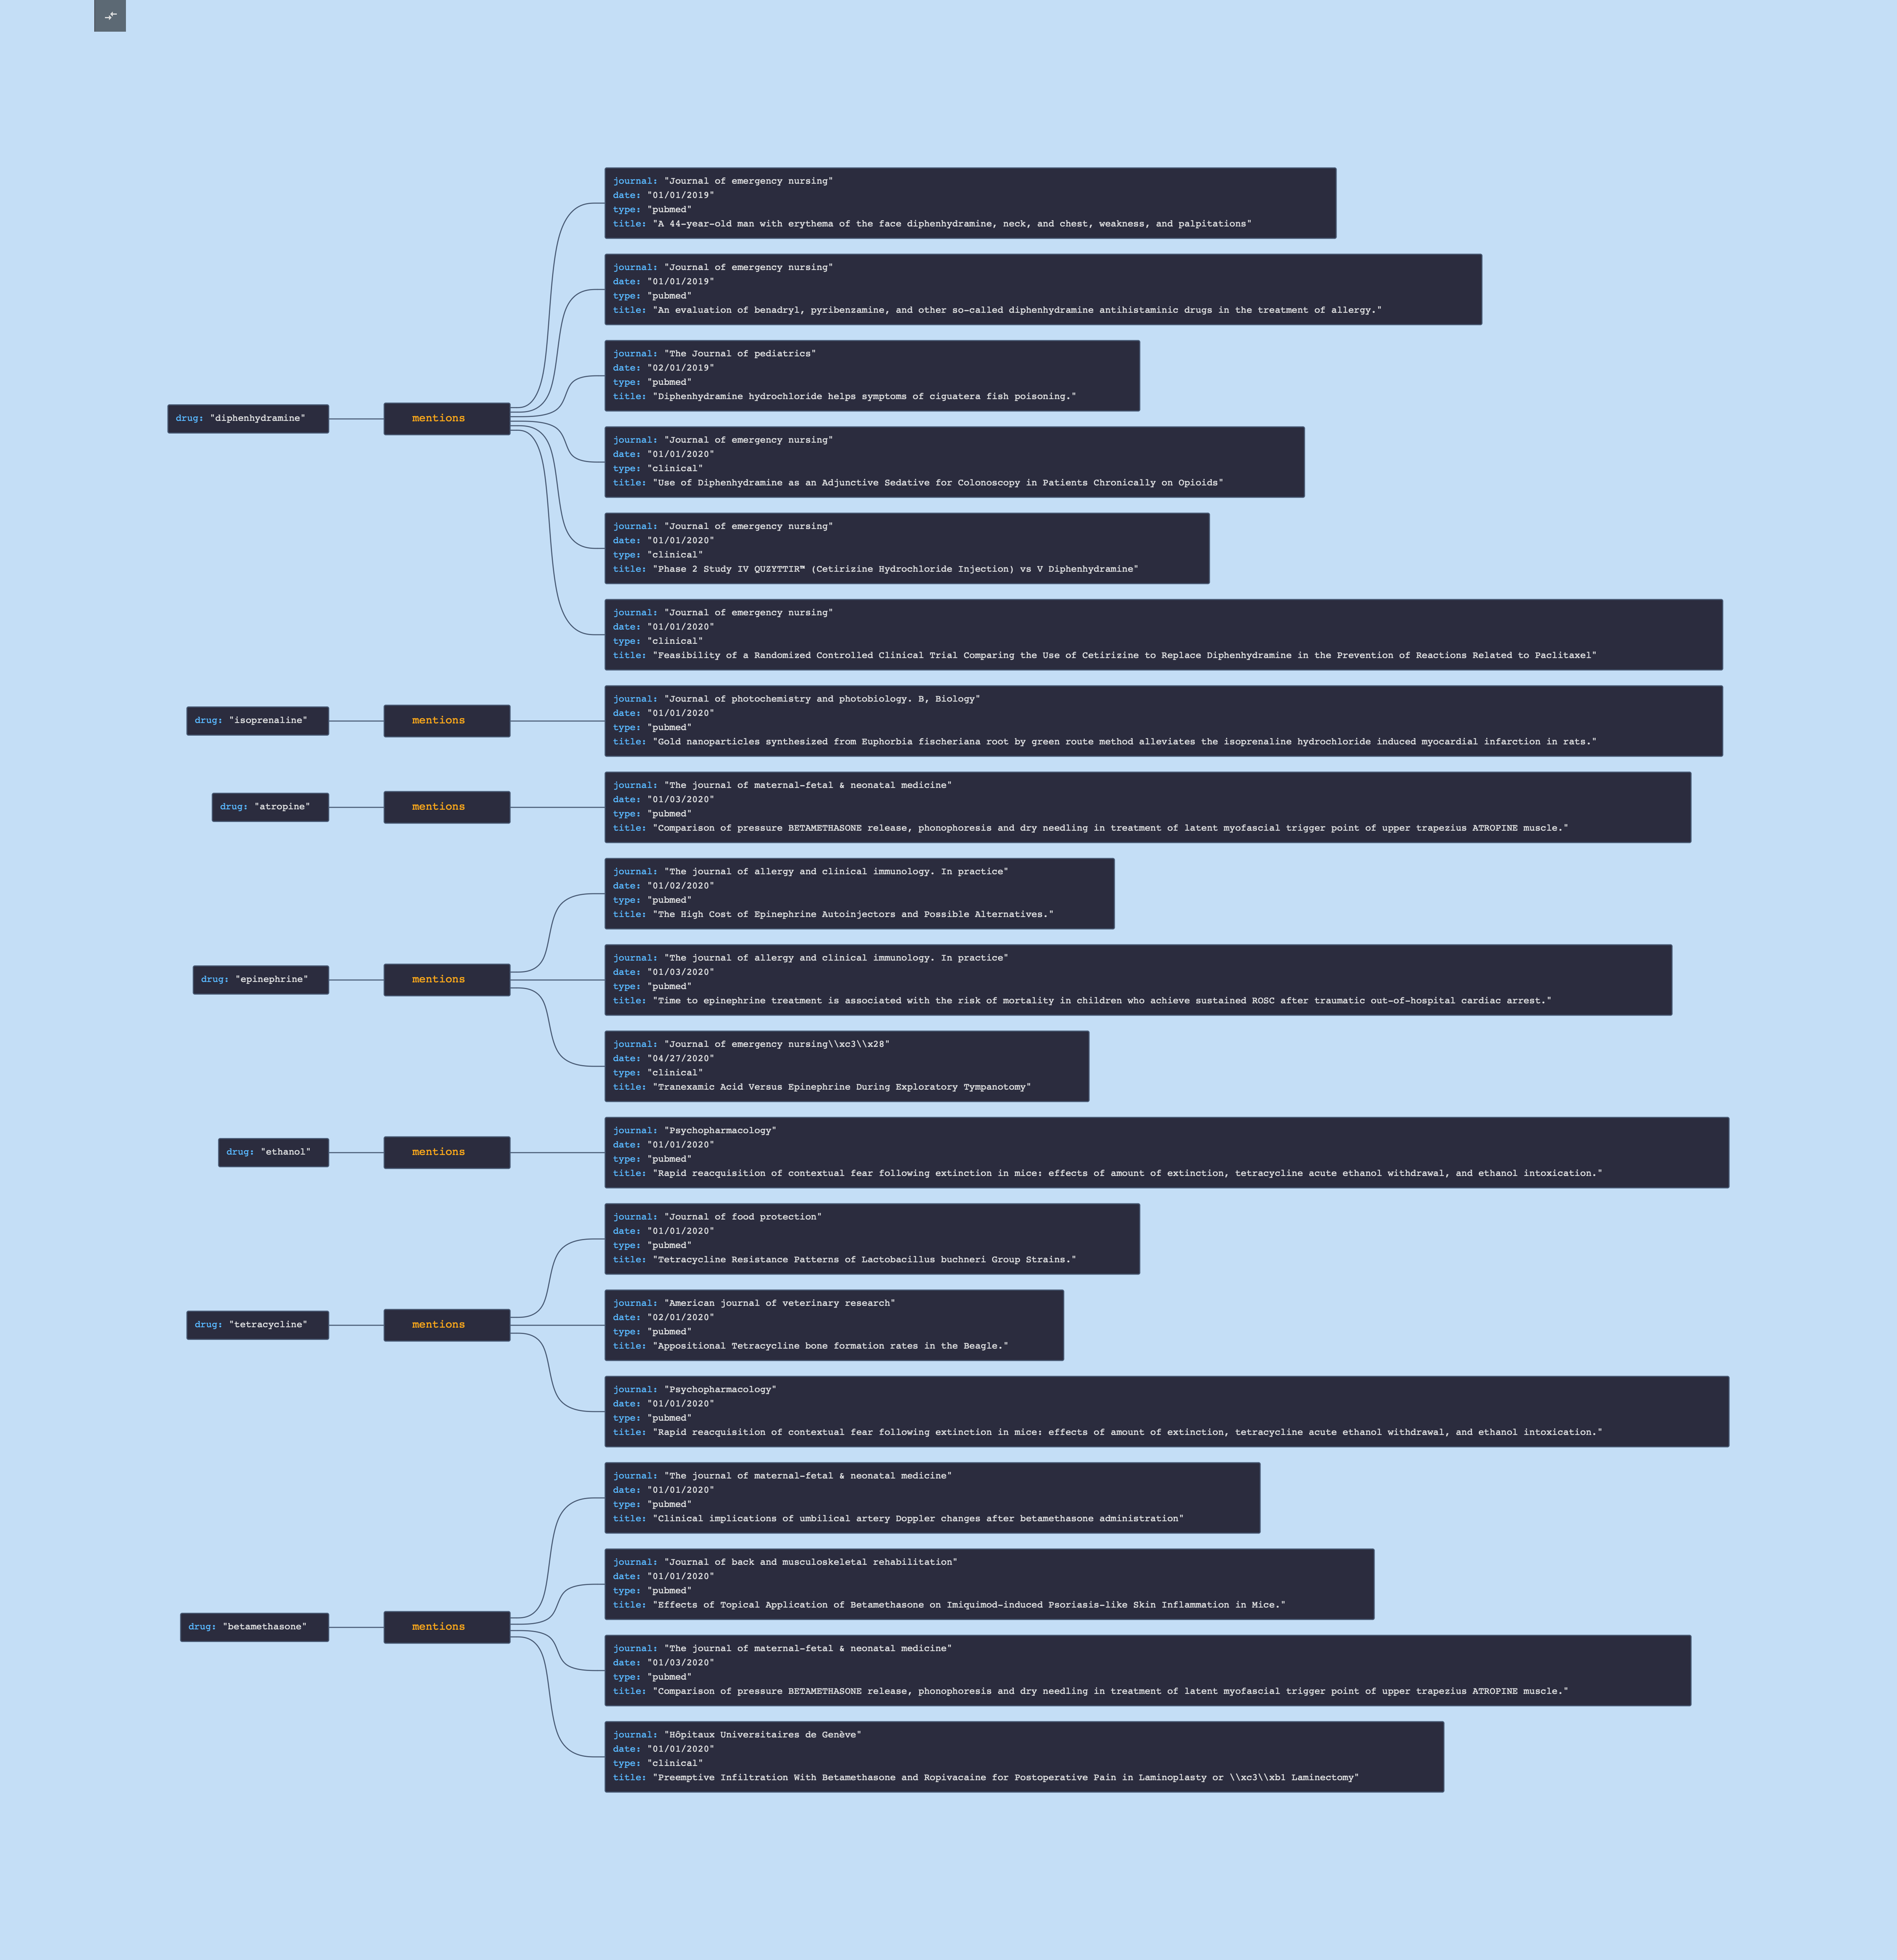 drug: "diphenhydramine"
mentions
journal: "Journal of emergency nursing"
date: "01/01/2019"
type: "pubmed"
title: "A 44-year-old man with erythema of the face diphenhydramine, neck, and chest, weakness, and palpitations"
journal: "Journal of emergency nursing"
date: "01/01/2019"
type: "pubmed"
title: "An evaluation of benadryl, pyribenzamine, and other so-called diphenhydramine antihistaminic drugs in the treatment of allergy."
journal: "The Journal of pediatrics"
date: "02/01/2019"
type: "pubmed"
title: "Diphenhydramine hydrochloride helps symptoms of ciguatera fish poisoning."
journal: "Journal of emergency nursing"
date: "01/01/2020"
type: "clinical"
title: "Use of Diphenhydramine as an Adjunctive Sedative for Colonoscopy in Patients Chronically on Opioids"
journal: "Journal of emergency nursing"
date: "01/01/2020"
type: "clinical"
title: "Phase 2 Study IV QUZYTTIR™ (Cetirizine Hydrochloride Injection) vs V Diphenhydramine"
journal: "Journal of emergency nursing"
date: "01/01/2020"
type: "clinical"
title: "Feasibility of a Randomized Controlled Clinical Trial Comparing the Use of Cetirizine to Replace Diphenhydramine in the Prevention of Reactions Related to Paclitaxel"
drug: "isoprenaline"
mentions
journal: "Journal of photochemistry and photobiology. B, Biology"
date: "01/01/2020"
type: "pubmed"
title: "Gold nanoparticles synthesized from Euphorbia fischeriana root by green route method alleviates the isoprenaline hydrochloride induced myocardial infarction in rats."
drug: "atropine"
mentions
journal: "The journal of maternal-fetal & neonatal medicine"
date: "01/03/2020"
type: "pubmed"
title: "Comparison of pressure BETAMETHASONE release, phonophoresis and dry needling in treatment of latent myofascial trigger point of upper trapezius ATROPINE muscle."
drug: "epinephrine"
mentions
journal: "The journal of allergy and clinical immunology. In practice"
date: "01/02/2020"
type: "pubmed"
title: "The High Cost of Epinephrine Autoinjectors and Possible Alternatives."
journal: "The journal of allergy and clinical immunology. In practice"
date: "01/03/2020"
type: "pubmed"
title: "Time to epinephrine treatment is associated with the risk of mortality in children who achieve sustained ROSC after traumatic out-of-hospital cardiac arrest."
journal: "Journal of emergency nursing\\xc3\\x28"
date: "04/27/2020"
type: "clinical"
title: "Tranexamic Acid Versus Epinephrine During Exploratory Tympanotomy"
drug: "ethanol"
mentions
journal: "Psychopharmacology"
date: "01/01/2020"
type: "pubmed"
title: "Rapid reacquisition of contextual fear following extinction in mice: effects of amount of extinction, tetracycline acute ethanol withdrawal, and ethanol intoxication."
drug: "tetracycline"
mentions
journal: "Journal of food protection"
date: "01/01/2020"
type: "pubmed"
title: "Tetracycline Resistance Patterns of Lactobacillus buchneri Group Strains."
journal: "American journal of veterinary research"
date: "02/01/2020"
type: "pubmed"
title: "Appositional Tetracycline bone formation rates in the Beagle."
journal: "Psychopharmacology"
date: "01/01/2020"
type: "pubmed"
title: "Rapid reacquisition of contextual fear following extinction in mice: effects of amount of extinction, tetracycline acute ethanol withdrawal, and ethanol intoxication."
drug: "betamethasone"
mentions
journal: "The journal of maternal-fetal & neonatal medicine"
date: "01/01/2020"
type: "pubmed"
title: "Clinical implications of umbilical artery Doppler changes after betamethasone administration"
journal: "Journal of back and musculoskeletal rehabilitation"
date: "01/01/2020"
type: "pubmed"
title: "Effects of Topical Application of Betamethasone on Imiquimod-induced Psoriasis-like Skin Inflammation in Mice."
journal: "The journal of maternal-fetal & neonatal medicine"
date: "01/03/2020"
type: "pubmed"
title: "Comparison of pressure BETAMETHASONE release, phonophoresis and dry needling in treatment of latent myofascial trigger point of upper trapezius ATROPINE muscle."
journal: "Hôpitaux Universitaires de Genève"
date: "01/01/2020"
type: "clinical"
title: "Preemptive Infiltration With Betamethasone and Ropivacaine for Postoperative Pain in Laminoplasty or \\xc3\\xb1 Laminectomy"